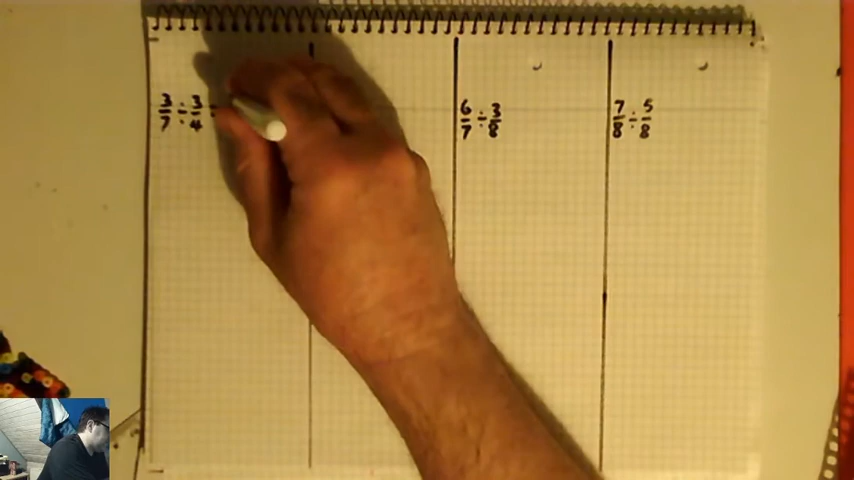 3/7 ÷ 3/4 =
6/7 ÷ 3/8
7/8 ÷ 5/8